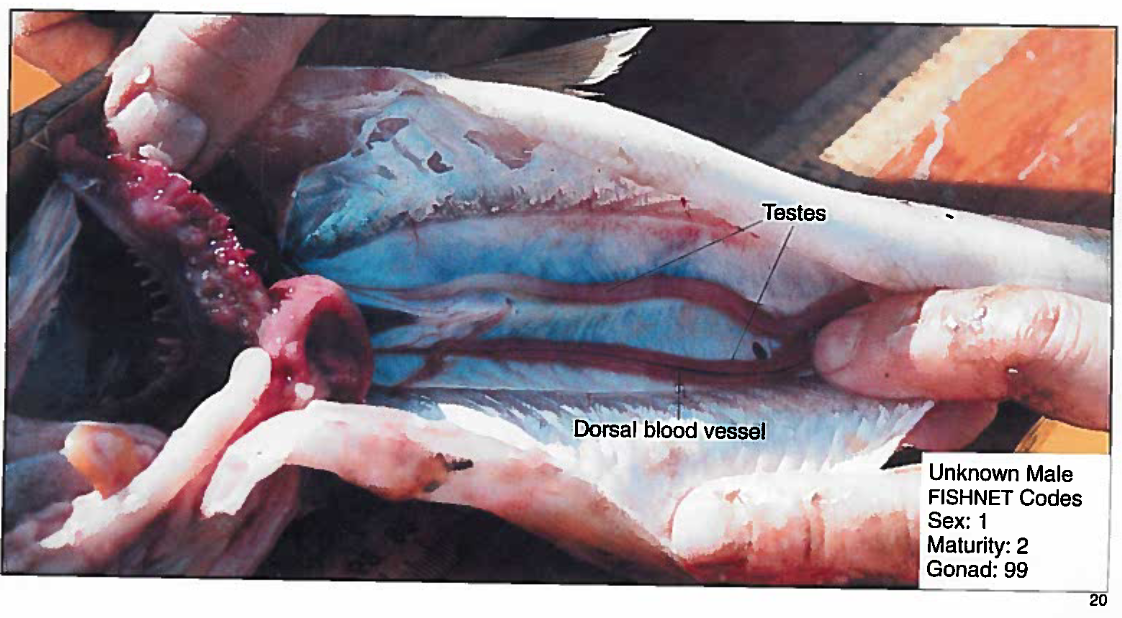 Testes
Dorsal blood vessel
Unknown Male
FISHNET Codes
Sex: 1
Maturity: 2
Gonad: 99
20